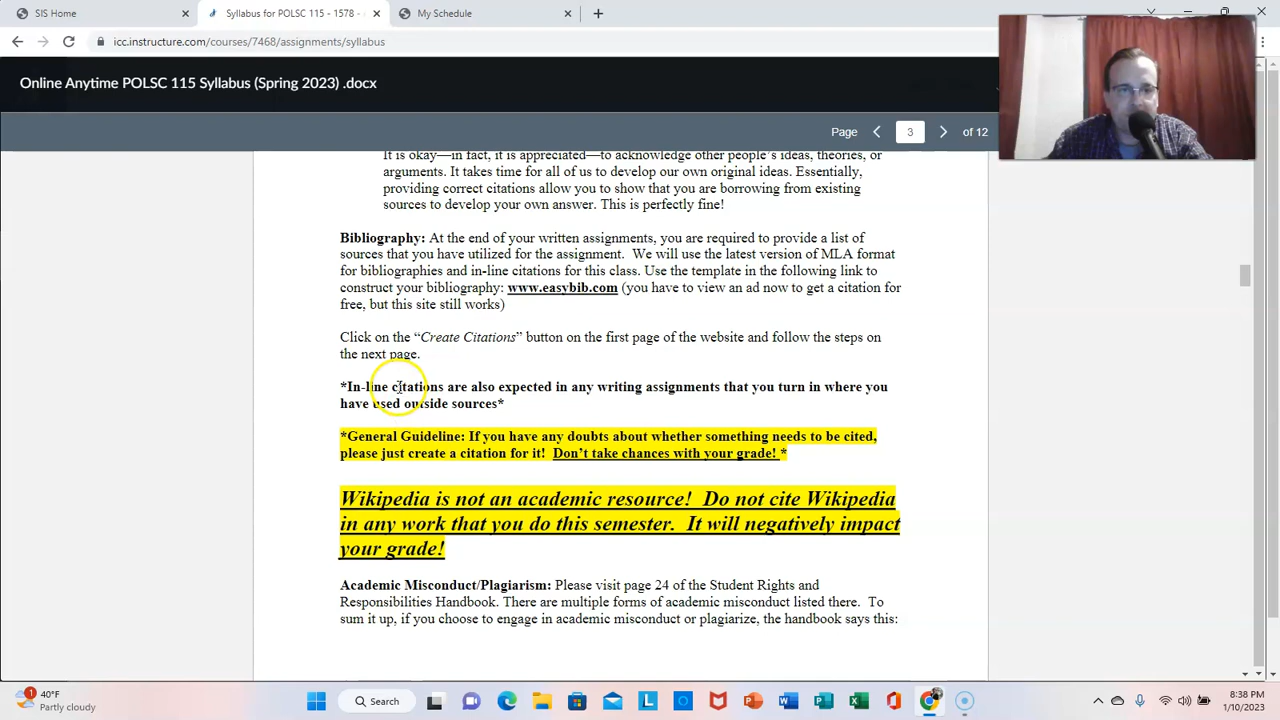 SIS Home
Syllabus for POLSC 115 - 1578 -
My Schedule
icc.instructure.com/courses/7468/assignments/syllabus
Online Anytime POLSC 115 Syllabus (Spring 2023) .docx
Page 3 of 12
It is okay—in fact, it is appreciated—to acknowledge other people's ideas, theories, or
arguments. It takes time for all of us to develop our own original ideas. Essentially,
providing correct citations allow you to show that you are borrowing from existing
sources to develop your own answer. This is perfectly fine!
Bibliography: At the end of your written assignments, you are required to provide a list of
sources that you have utilized for the assignment. We will use the latest version of MLA format
for bibliographies and in-line citations for this class. Use the template in the following link to
construct your bibliography: www.easybib.com (you have to view an ad now to get a citation for
free, but this site still works)
Click on the “Create Citations” button on the first page of the website and follow the steps on
the next page.
*In-line citations are also expected in any writing assignments that you turn in where you
have used outside sources*
*General Guideline: If you have any doubts about whether something needs to be cited,
please just create a citation for it! Don't take chances with your grade! *
Wikipedia is not an academic resource! Do not cite Wikipedia
in any work that you do this semester. It will negatively impact
your grade!
Academic Misconduct/Plagiarism: Please visit page 24 of the Student Rights and
Responsibilities Handbook. There are multiple forms of academic misconduct listed there. To
sum it up, if you choose to engage in academic misconduct or plagiarize, the handbook says this:
1
40°F
Partly cloudy
Search
8:38 PM
1/10/2023